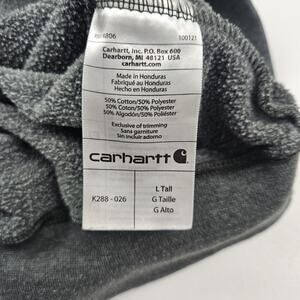 100121
Carhartt, Inc. P.O. Box 600
Dearborn, MI 48121 USA
carhartt.com
Made in Honduras
Fabriqué au Honduras
Hecho en Honduras
50% Cotton/50% Polyester
50% Coton/50% Polyester
50% Algodón/50% Poliéster
Exclusive of trimming
Sans garniture
Sin incluir adorno
carhartt
K288 - 026
L Tall
G Taille
G Alto